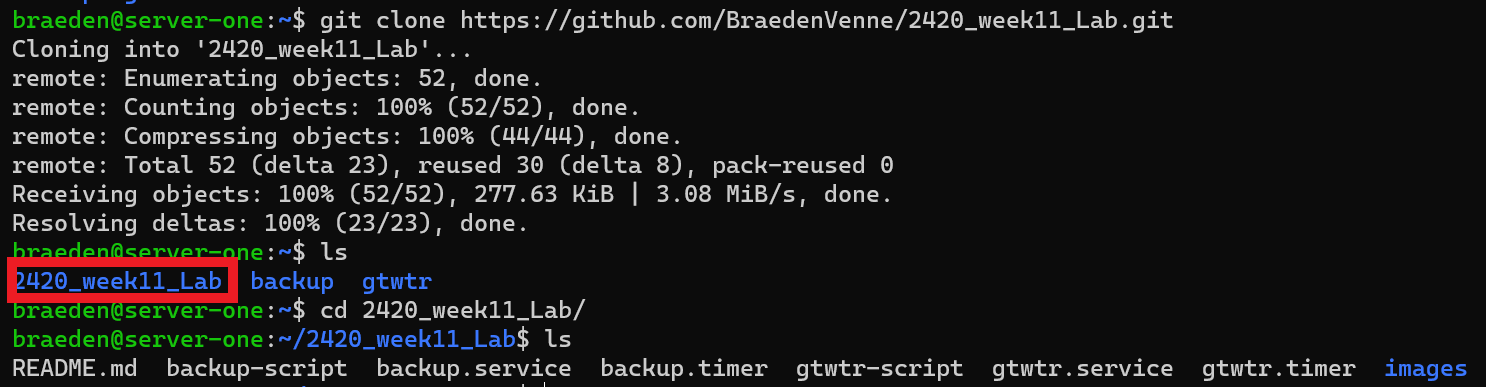 braeden@server-one:~$ git clone https://github.com/BraedenVenne/2420_week11_Lab.git
Cloning into '2420_week11_Lab'...
remote: Enumerating objects: 52, done.
remote: Counting objects: 100% (52/52), done.
remote: Compressing objects: 100% (44/44), done.
remote: Total 52 (delta 23), reused 30 (delta 8), pack-reused 0
Receiving objects: 100% (52/52), 277.63 KiB | 3.08 MiB/s, done.
Resolving deltas: 100% (23/23), done.
braeden@server-one:~$ ls
2420_week11_Lab  backup  gtwtr
braeden@server-one:~$ cd 2420_week11_Lab/
braeden@server-one:~/2420_week11_Lab$ ls
README.md  backup-script  backup.service  backup.timer  gtwtr-script  gtwtr.service  gtwtr.timer  images